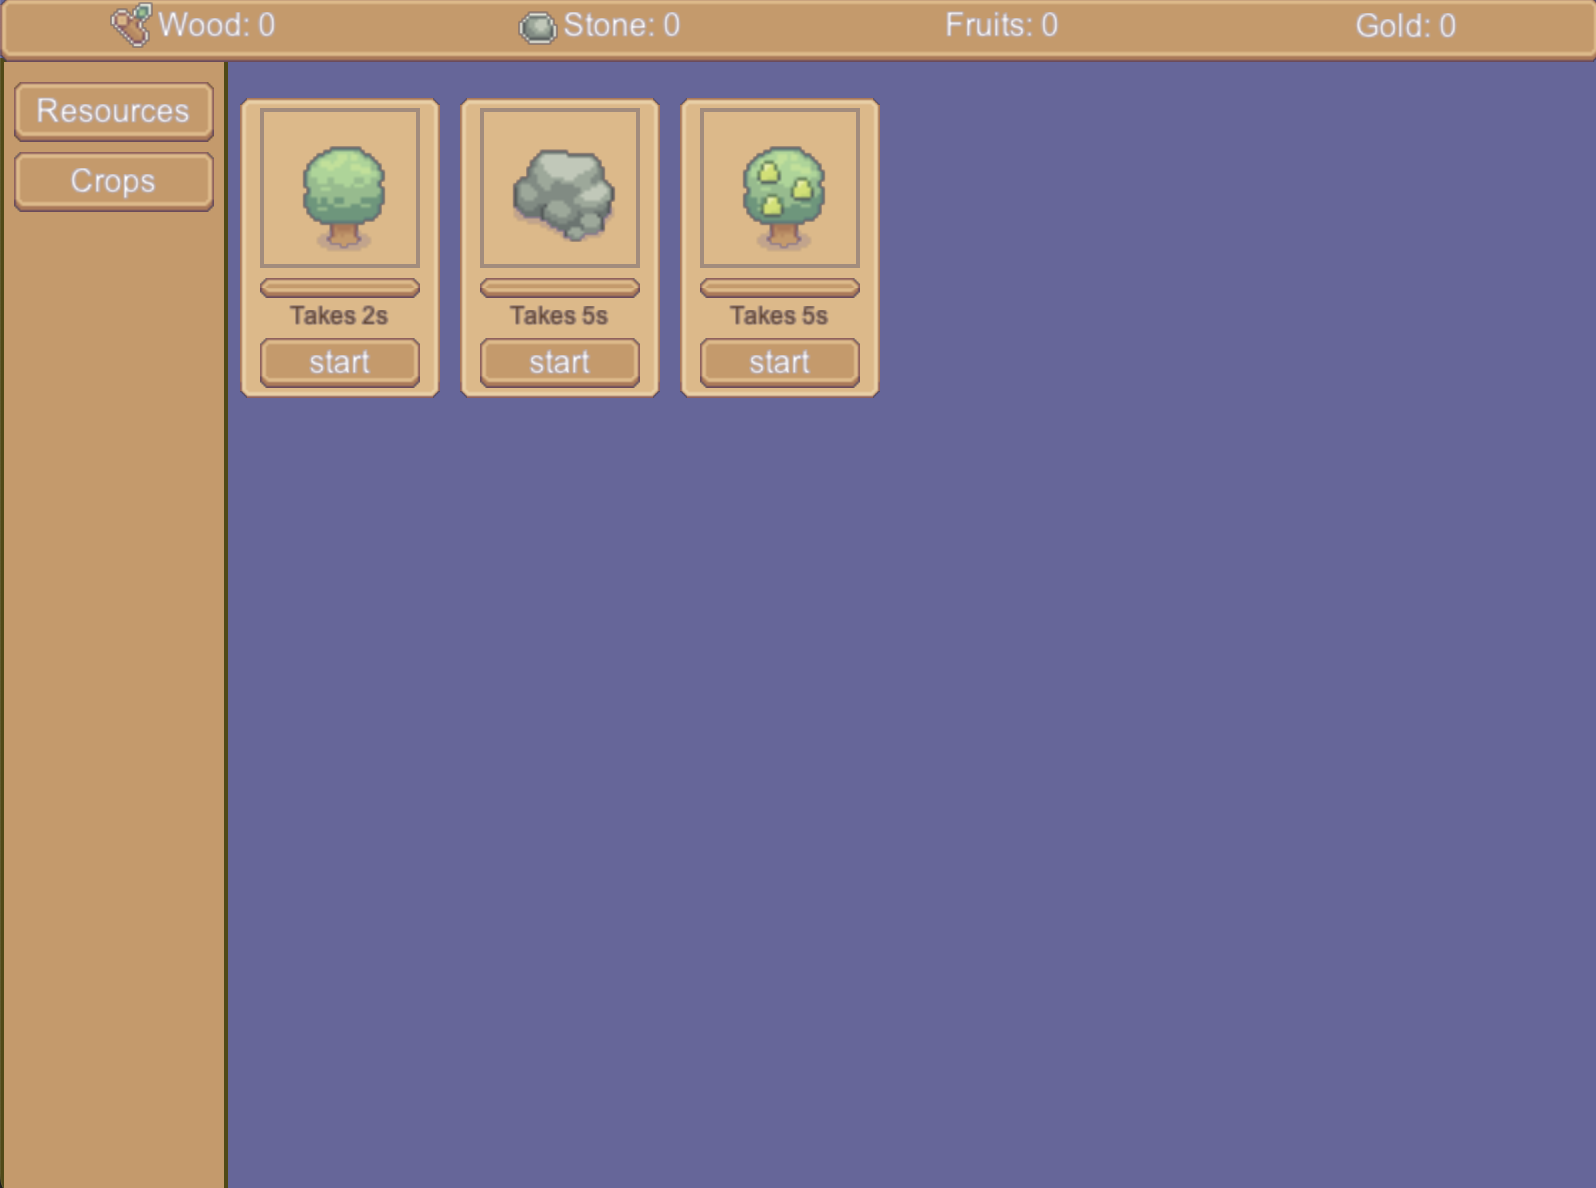 Wood: 0
Stone: 0
Fruits: 0
Gold: 0
Resources
Crops
Takes 2s
start
Takes 5s
start
Takes 5s
start